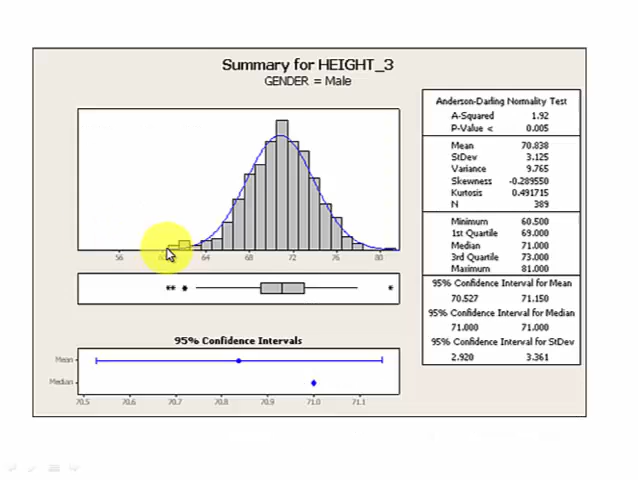 Summary for HEIGHT_3
GENDER = Male
56 64 68 72 76 80
95% Confidence Intervals
Mean
Median
70.5 70.6 70.7 70.8 70.9 71.0 71.1
Anderson-Darling Normality Test
A-Squared 1.92
P-Value < 0.005
Mean 70.838
StDev 3.125
Variance 9.765
Skewness -0.289550
Kurtosis 0.491715
N 389
Minimum 60.500
1st Quartile 69.000
Median 71.000
3rd Quartile 73.000
Maximum 81.000
95% Confidence Interval for Mean
70.527 71.150
95% Confidence Interval for Median
71.000 71.000
95% Confidence Interval for StDev
2.920 3.361